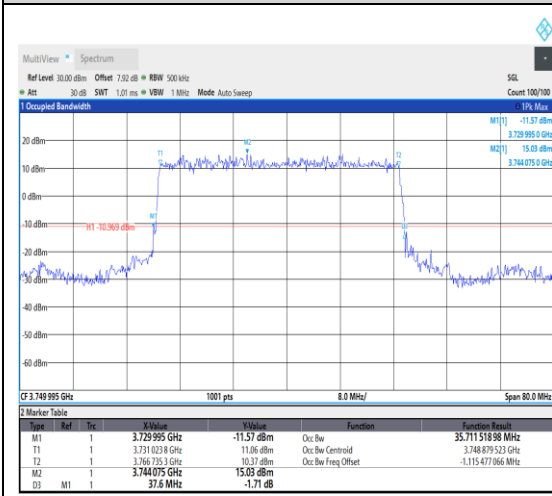 MultiView Spectrum
Ref Level 30.00 dBm Offset 7.92 dB RBW 500 kHz SGL
Att 30 dB SWT 1.01 ms VBW 1 MHz Mode Auto Sweep Count 100/100
1 Occupied Bandwidth 1Pk Max
M1[1] -11.57 dBm
3.729 995 0 GHz
M2[1] 15.03 dBm
3.744 075 0 GHz
20 dBm
T1 M2 T2
10 dBm
0 dBm
M1
-10 dBm H1 -10.969 dBm
-20 dBm
-30 dBm
-40 dBm
-50 dBm
-60 dBm
CF 3.749 995 GHz 1001 pts 8.0 MHz/ Span 80.0 MHz
2 Marker Table
Type Ref Trc X-Value Y-Value Function Function Result
M1 1 3.729 995 GHz -11.57 dBm Occ Bw 35.711 518 98 MHz
T1 1 3.731 023 8 GHz 11.06 dBm Occ Bw Centroid 3.748 879 523 GHz
T2 1 3.766 735 3 GHz 10.37 dBm Occ Bw Freq Offset -1.115 477 066 MHz
M2 1 3.744 075 GHz 15.03 dBm
D3 M1 1 37.6 MHz -1.71 dB